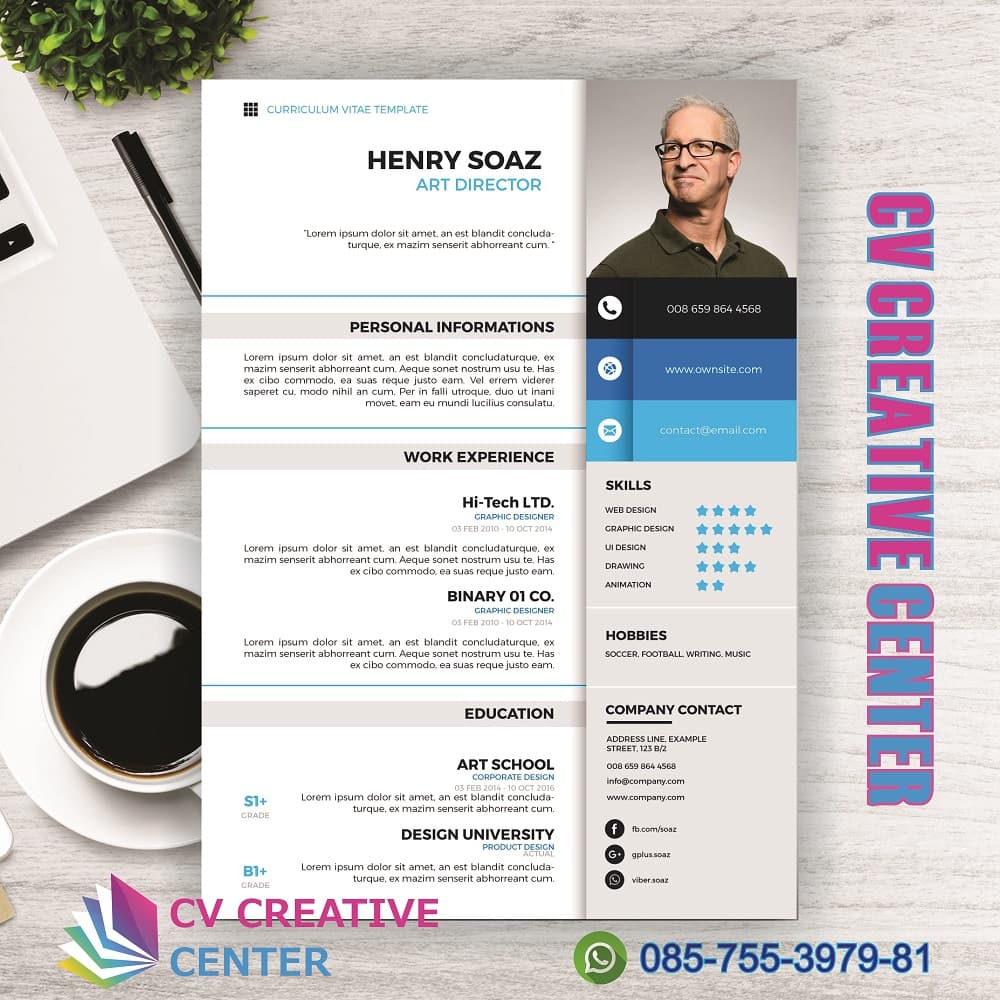 CURRICULUM VITAE TEMPLATE
HENRY SOAZ
ART DIRECTOR
"Lorem ipsum dolor sit amet, an est blandit concluda-
turque, ex mazim senserit abhorreant cum. "
PERSONAL INFORMATIONS
Lorem ipsum dolor sit amet, an est blandit concludaturque, ex
mazim senserit abhorreant cum. Aeque sonet nostrum usu te. Has
ex cibo commodo, ea suas reque justo eam. Vel errem viderer
saperet cu, modo nihil an cum. Per in falli utroque, duo ut inani
movet, eam eu mundi lucilius consulatu.
WORK EXPERIENCE
Hi-Tech LTD.
GRAPHIC DESIGNER
03 FEB 2010 - 10 OCT 2014
Lorem ipsum dolor sit amet, an est blandit concludaturque, ex
mazim senserit abhorreant cum. Aeque sonet nostrum usu te. Has
ex cibo commodo, ea suas reque justo eam.
BINARY 01 CO.
GRAPHIC DESIGNER
03 FEB 2010 - 10 OCT 2014
Lorem ipsum dolor sit amet, an est blandit concludaturque, ex
mazim senserit abhorreant cum. Aeque sonet nostrum usu te. Has
ex cibo commodo, ea suas reque justo eam.
EDUCATION
ART SCHOOL
CORPORATE DESIGN
03 FEB 2014 - 10 OCT 2016
S1+
GRADE
Lorem ipsum dolor sit amet, an est blandit concluda-
turque, ex mazim senserit abhorreant cum.
DESIGN UNIVERSITY
PRODUCT DESIGN
ACTUAL
B1+
GRADE
Lorem ipsum dolor sit amet, an est blandit concluda-
turque, ex mazim senserit abhorreant cum.
008 659 864 4568
www.ownsite.com
contact@email.com
SKILLS
WEB DESIGN
GRAPHIC DESIGN
UI DESIGN
DRAWING
ANIMATION
HOBBIES
SOCCER, FOOTBALL, WRITING, MUSIC
COMPANY CONTACT
ADDRESS LINE, EXAMPLE
STREET, 123 B/2
008 659 864 4568
info@company.com
www.company.com
f
fb.com/soaz
G+
gplus.soaz
viber.soaz
CV CREATIVE CENTER
CV CREATIVE
CENTER
085-755-3979-81